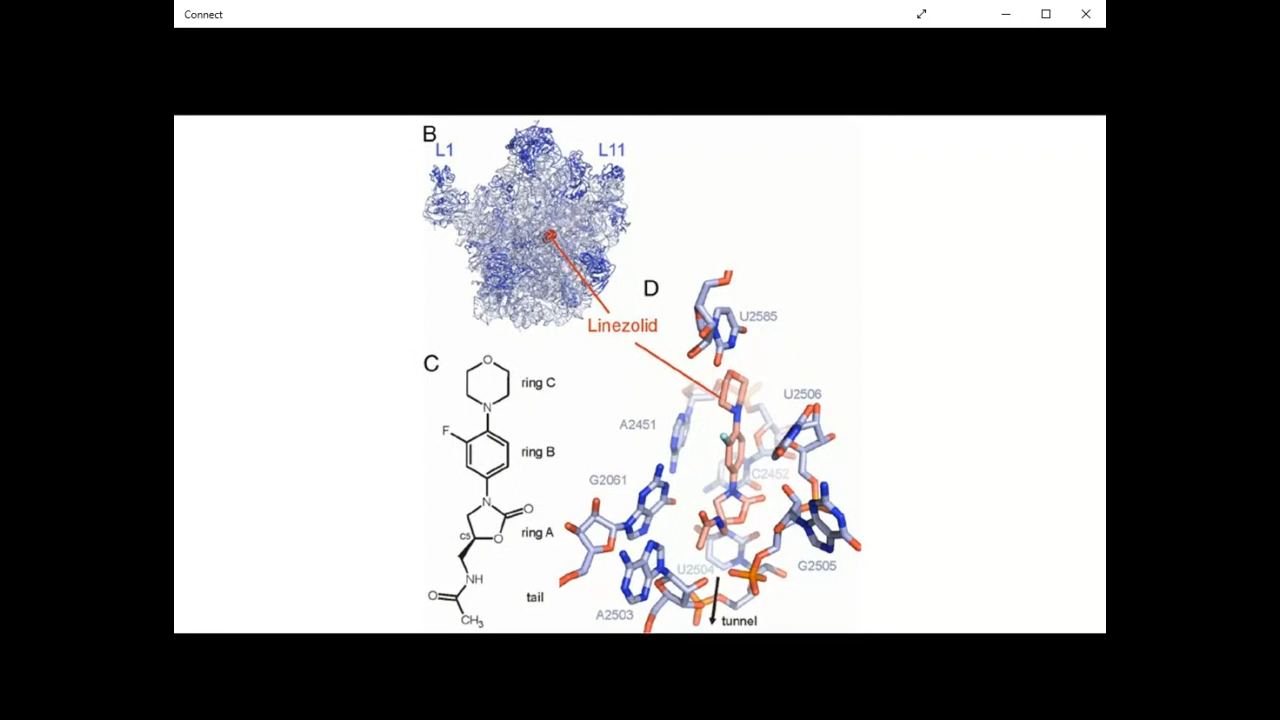 Connect
B
L1
L11
D
Linezolid
U2585
C
O
ring C
N
U2506
F
A2451
ring B
C2452
G2061
N
O
C5
O
ring A
G2505
U2504
NH
O
tail
A2503
CH3
tunnel